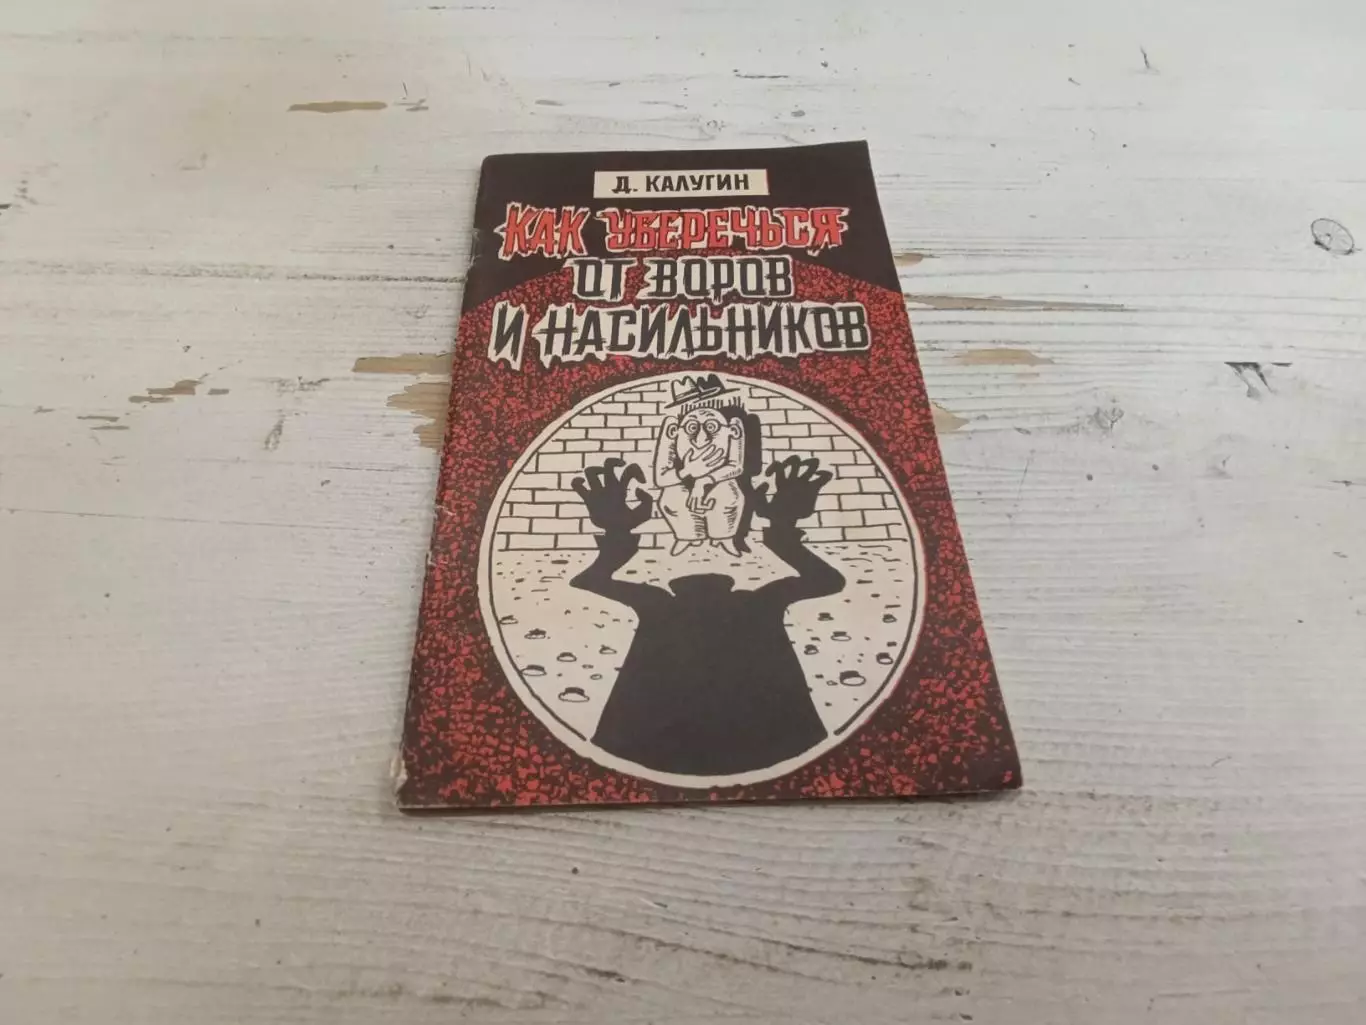 Д. КАЛУГИН
КАК УБЕРЕЧЬСЯ
ОТ ВОРОВ
И НАСИЛЬНИКОВ